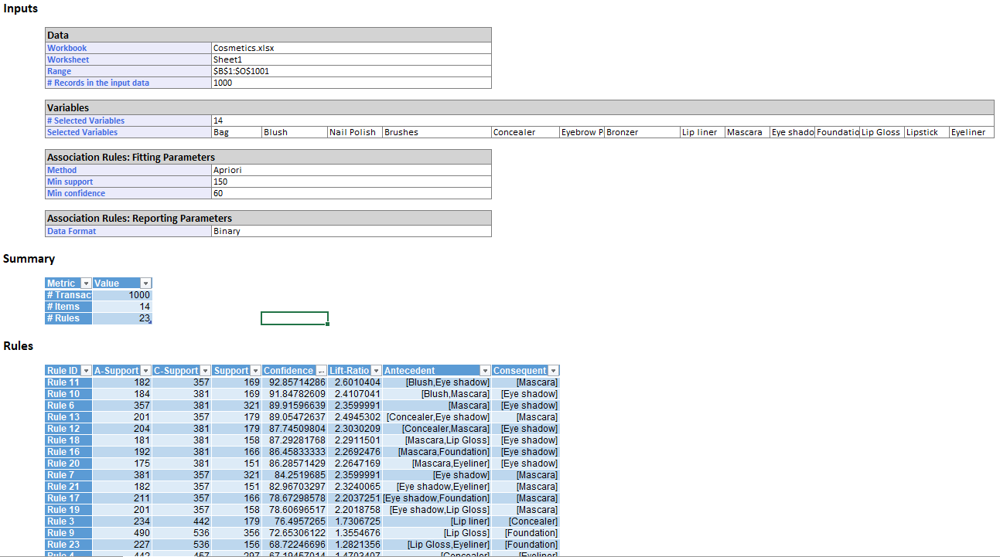 Inputs
Data
Workbook Cosmetics.xlsx
Worksheet Sheet1
Range $B$1:$O$1001
# Records in the input data 1000
Variables
# Selected Variables 14
Selected Variables Bag Blush Nail Polish Brushes Concealer Eyebrow P Bronzer Lip liner Mascara Eye shado Foundatio Lip Gloss Lipstick Eyeliner
Association Rules: Fitting Parameters
Method Apriori
Min support 150
Min confidence 60
Association Rules: Reporting Parameters
Data Format Binary
Summary
Metric Value
# Transac 1000
# Items 14
# Rules 23
Rules
Rule ID A-Support C-Support Support Confidence Lift-Ratio Antecedent Consequent
Rule 11 182 357 169 92.85714286 2.6010404 [Blush,Eye shadow] [Mascara]
Rule 10 184 381 169 91.84782609 2.4107041 [Blush,Mascara] [Eye shadow]
Rule 6 357 381 321 89.91596639 2.3599991 [Mascara] [Eye shadow]
Rule 13 201 357 179 89.05472637 2.4945302 [Concealer,Eye shadow] [Mascara]
Rule 12 204 381 179 87.74509804 2.3030209 [Concealer,Mascara] [Eye shadow]
Rule 18 181 381 158 87.29281768 2.2911501 [Mascara,Lip Gloss] [Eye shadow]
Rule 16 192 381 166 86.45833333 2.2692476 [Mascara,Foundation] [Eye shadow]
Rule 20 175 381 151 86.28571429 2.2647169 [Mascara,Eyeliner] [Eye shadow]
Rule 7 381 357 321 84.2519685 2.3599991 [Eye shadow] [Mascara]
Rule 21 182 357 151 82.96703297 2.3240065 [Eye shadow,Eyeliner] [Mascara]
Rule 17 211 357 166 78.67298578 2.2037251 [Eye shadow,Foundation] [Mascara]
Rule 19 201 357 158 78.60696517 2.2018758 [Eye shadow,Lip Gloss] [Mascara]
Rule 3 234 442 179 76.4957265 1.7306725 [Lip liner] [Concealer]
Rule 9 490 536 356 72.65306122 1.3554676 [Lip Gloss] [Foundation]
Rule 23 227 536 156 68.72246696 1.2821356 [Lip Gloss,Eyeliner] [Foundation]
Rule 4 442 457 297 67.19457014 1.4703407 [Concealer] [Eyeliner]